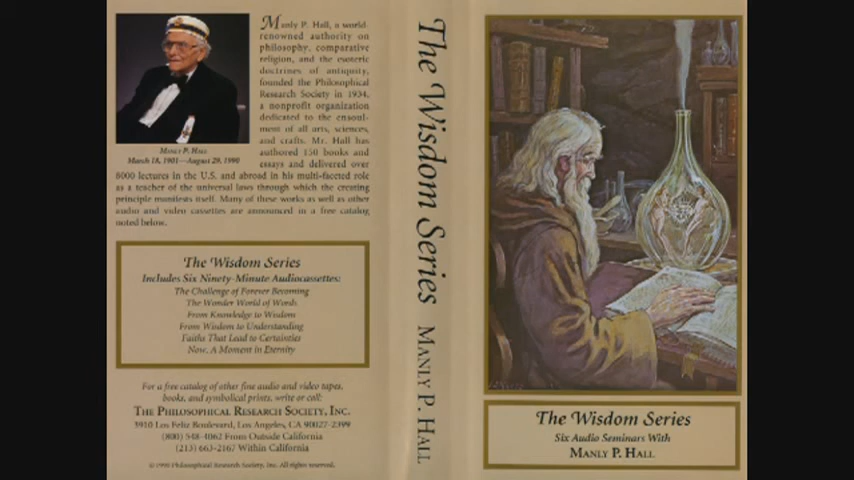 Manly P. Hall, a world-
renowned authority on
philosophy, comparative
religion, and the esoteric
doctrines of antiquity,
founded the Philosophical
Research Society in 1934,
a nonprofit organization
dedicated to the ensoul-
ment of all arts, sciences,
and crafts. Mr. Hall has
authored 150 books and
essays and delivered over
8000 lectures in the U.S. and abroad in his multi-faceted role
as a teacher of the universal laws through which the creating
principle manifests itself. Many of these works as well as other
audio and video cassettes are announced in a free catalog
noted below.
MANLY P. HALL
March 18, 1901—August 29, 1990
The Wisdom Series
Includes Six Ninety-Minute Audiocassettes:
The Challenge of Forever Becoming
The Wonder World of Words
From Knowledge to Wisdom
From Wisdom to Understanding
Faiths That Lead to Certainties
Now, A Moment in Eternity
For a free catalog of other fine audio and video tapes,
books, and symbolical prints, write or call:
THE PHILOSOPHICAL RESEARCH SOCIETY, INC.
3910 Los Feliz Boulevard, Los Angeles, CA 90027-2399
(800) 548-4062 From Outside California
(213) 663-2167 Within California
Philosophical Research Society, Inc. All rights reserved.
The Wisdom Series MANLY P. HALL
The Wisdom Series
Six Audio Seminars With
MANLY P. HALL